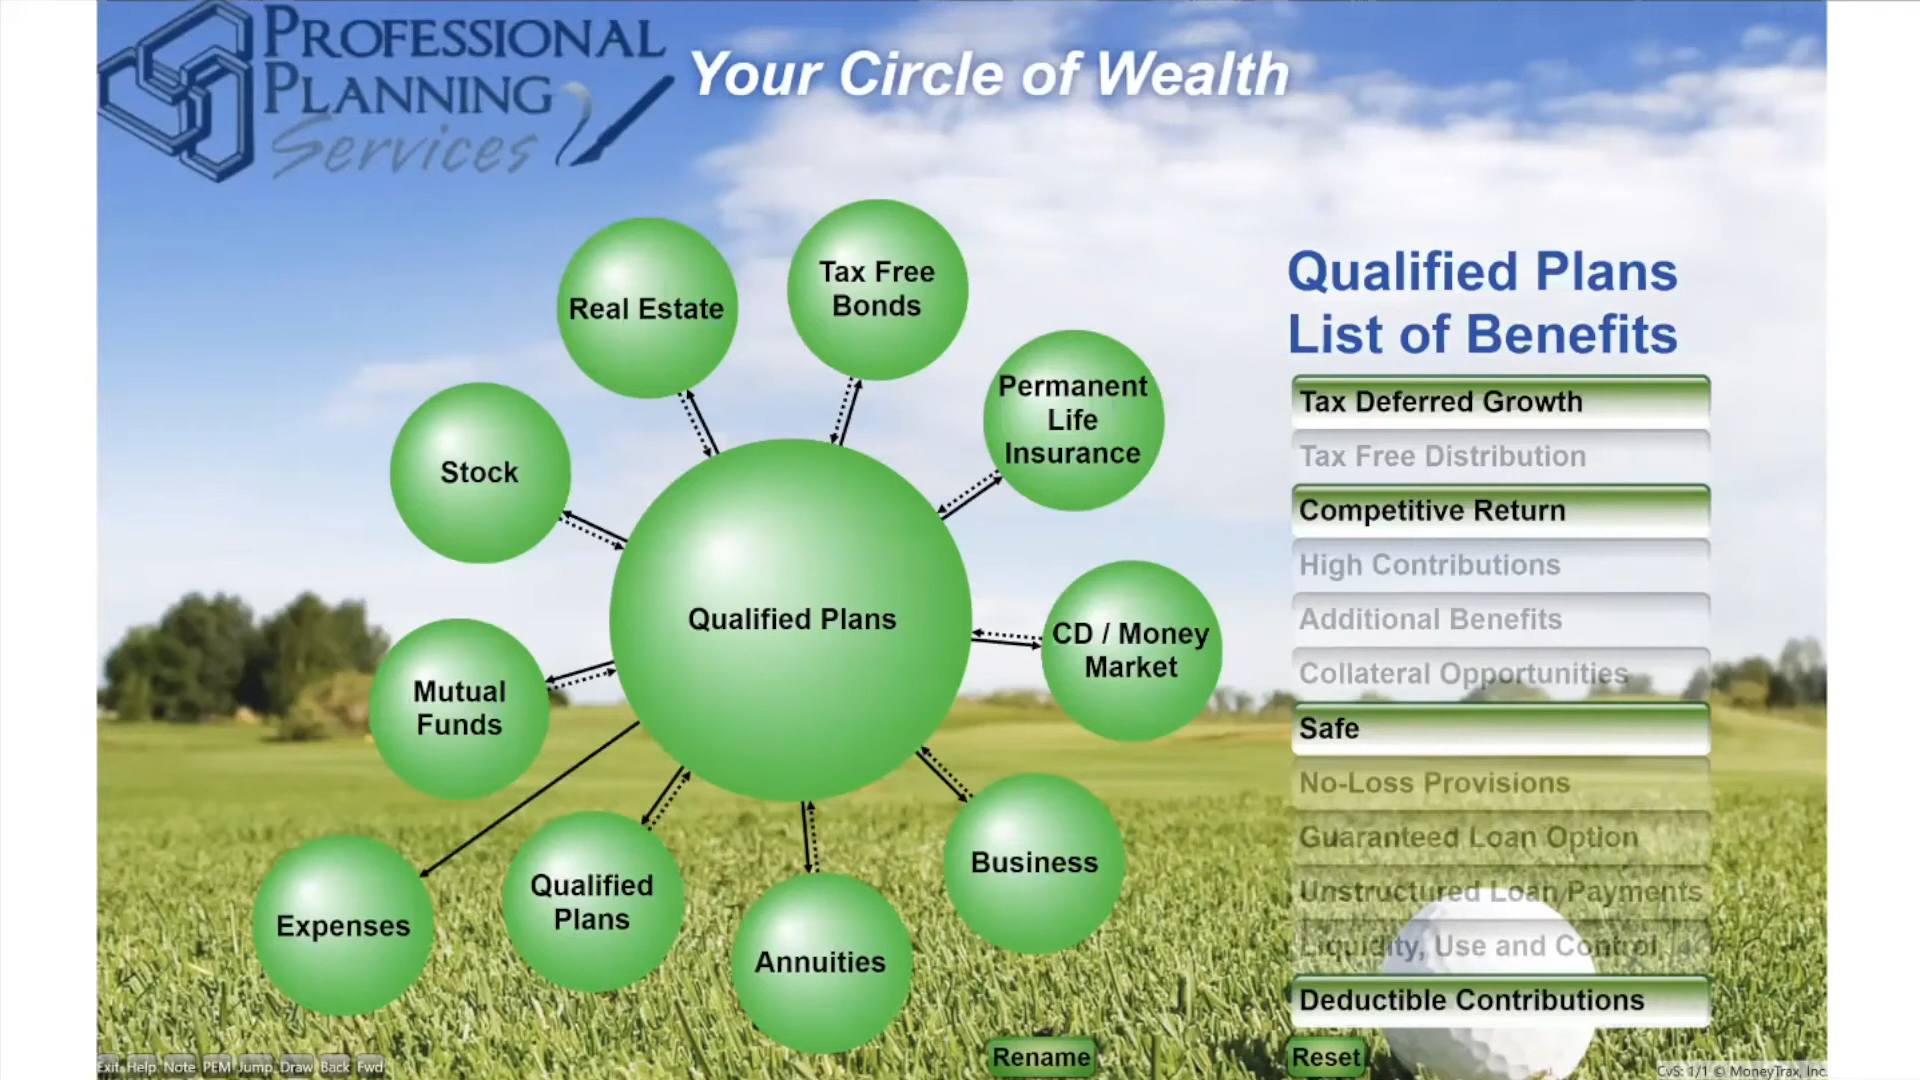 PROFESSIONAL
PLANNING
Services
Your Circle of Wealth
Tax Free
Bonds
Real Estate
Permanent
Life
Insurance
Stock
Qualified Plans
CD / Money
Market
Mutual
Funds
Business
Qualified
Plans
Expenses
Annuities
Qualified Plans
List of Benefits
Tax Deferred Growth
Tax Free Distribution
Competitive Return
High Contributions
Additional Benefits
Collateral Opportunities
Safe
No-Loss Provisions
Guaranteed Loan Option
Unstructured Loan Payments
Liquidity, Use and Control
Deductible Contributions
Rename
Reset
Exit Help Note PEM Jump Draw Back Fwd
CvS: 1/1 © MoneyTrax, Inc.